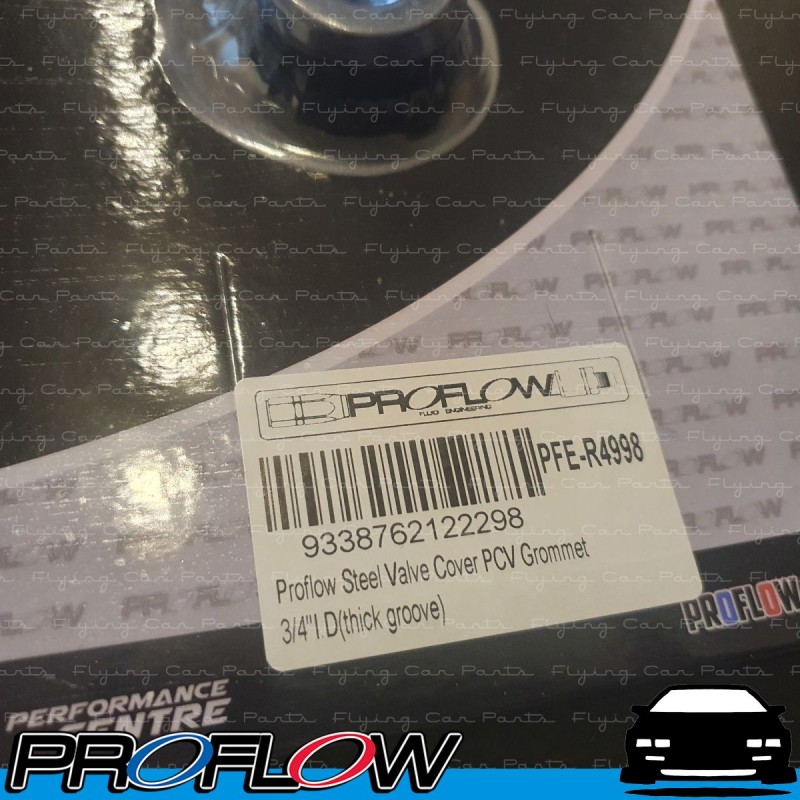 Flying Car Parts
PROFLOW
FLUID ENGINEERING
PFE-R4998
9338762122298
Proflow Steel Valve Cover PCV Grommet
3/4"I.D(thick groove)
PROFLOW
PERFORMANCE
CENTRE
PROFLOW